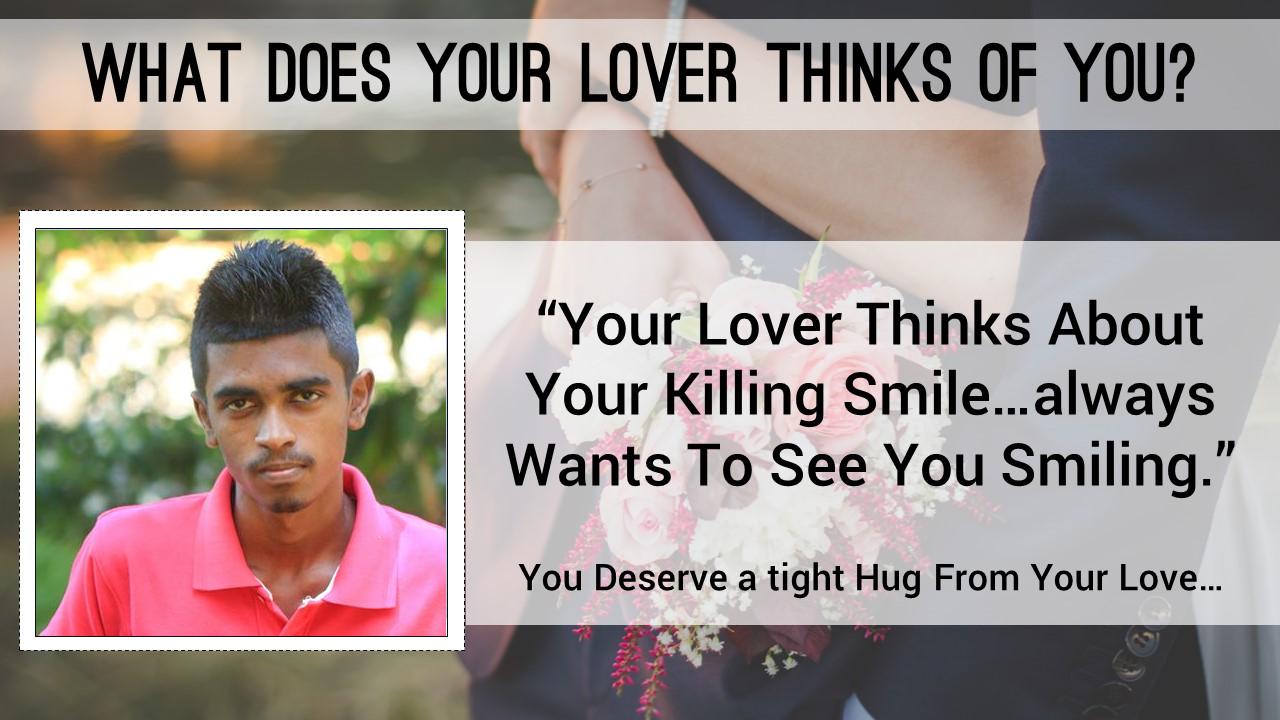 WHAT DOES YOUR LOVER THINKS OF YOU?
“Your Lover Thinks About
Your Killing Smile...always
Wants To See You Smiling.”
You Deserve a tight Hug From Your Love...